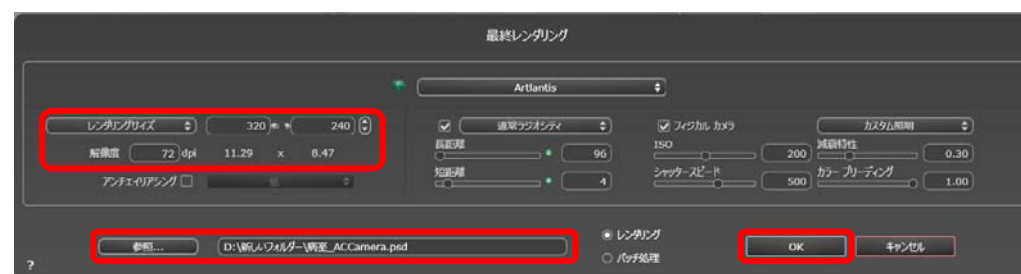 最終レンダリング
Artlantis
レンダリングサイズ 320 240
解像度 72 dpi 11.29 x 8.47
アンチエイリアシング 低
通常ラジオシティ
長距離 96
短距離 4
フィジカル カメラ
ISO 200
シャッタースピード 500
カスタム照明
減衰特性 0.30
カラー ブリーディング 1.00
参照... D:\新しいフォルダー\病室_ACCamera.psd
レンダリング
バッチ処理
OK キャンセル
?